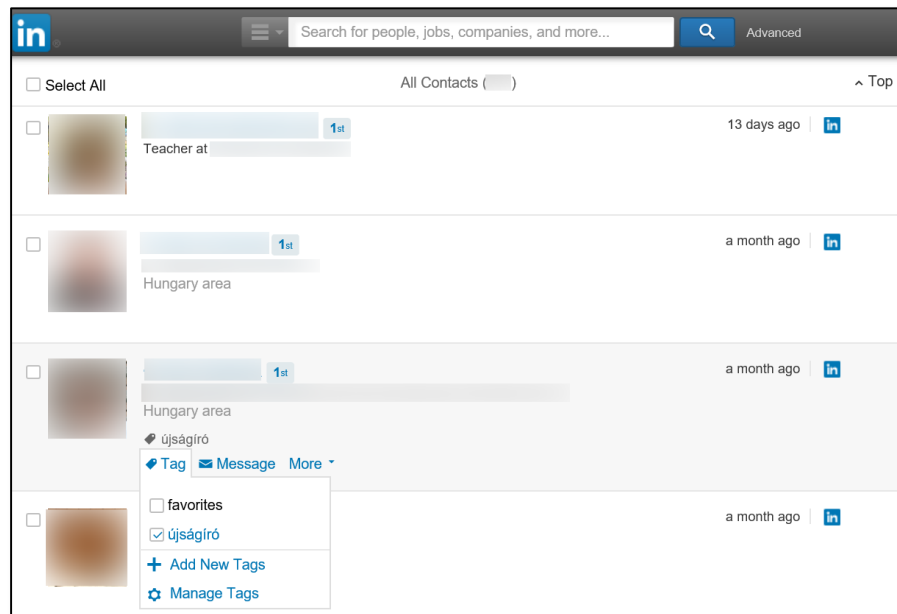 in
Search for people, jobs, companies, and more...
Advanced
Select All
All Contacts ( )
Top
1st
13 days ago
in
Teacher at
1st
a month ago
in
Hungary area
1st
a month ago
in
Hungary area
újságíró
Tag Message More
favorites
újságíró
a month ago
in
Add New Tags
Manage Tags